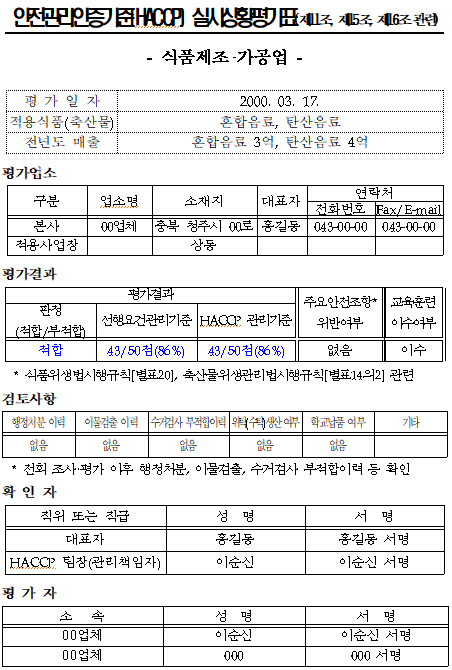 안전관리인증기준(HACCP) 실시상황평가표(제11조, 제15조, 제16조 관련)
- 식품제조·가공업 -
평가일자 2000. 03. 17.
적용식품(축산물) 혼합음료, 탄산음료
전년도 매출 혼합음료 3억, 탄산음료 4억
평가업소
구분 업소명 소재지 대표자 연락처
전화번호 Fax/E-mail
본사 00업체 충북 청주시 00로 홍길동 043-00-00 043-00-00
적용사업장 상동
평가결과
판정 (적합/부적합) 평가결과 주요안전조항* 위반여부 교육훈련 이수여부
선행요건관리기준 HACCP 관리기준
적합 43/50점(86%) 43/50점(86%) 없음 이수
* 식품위생법시행규칙[별표20], 축산물위생관리법시행규칙[별표14의2] 관련
검토사항
행정처분 이력 이물검출 이력 수거검사 부적합이력 위탁(수탁)생산 여부 학교납품 여부 기타
없음 없음 없음 없음 없음
* 전회 조사·평가 이후 행정처분, 이물검출, 수거검사 부적합이력 등 확인
확 인 자
직위 또는 직급 성 명 서 명
대표자 홍길동 홍길동 서명
HACCP 팀장(관리책임자) 이순신 이순신 서명
평 가 자
소 속 성 명 서 명
00업체 이순신 이순신 서명
00업체 000 000 서명